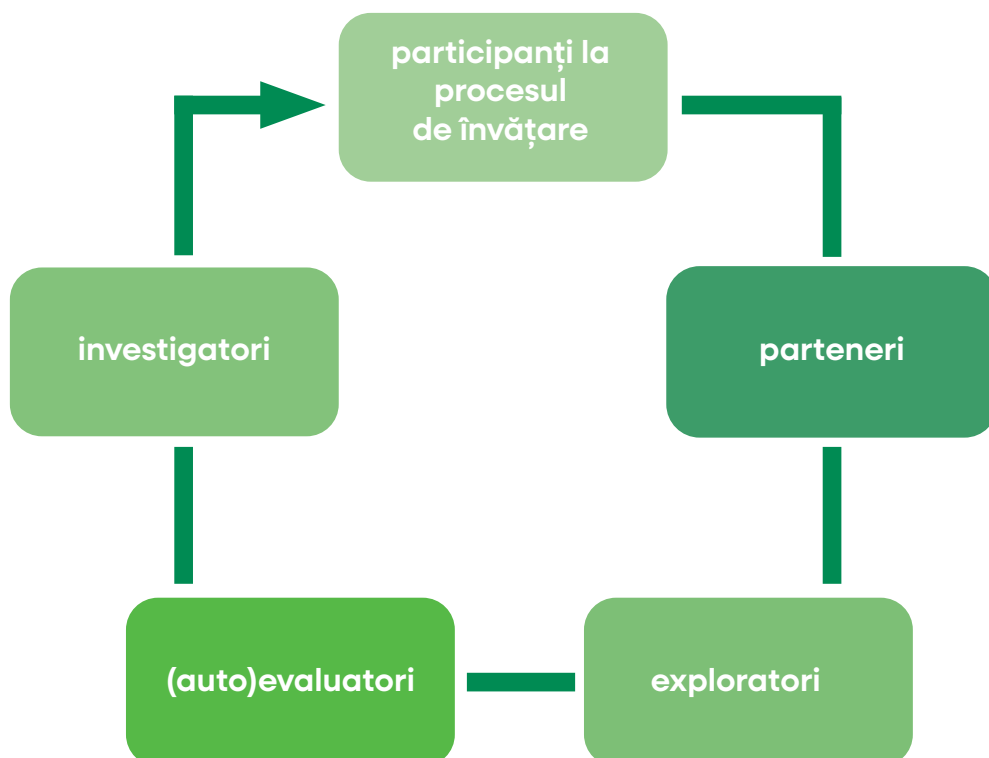 participanți la
procesul
de învățare
parteneri
exploratori
(auto)evaluatori
investigatori